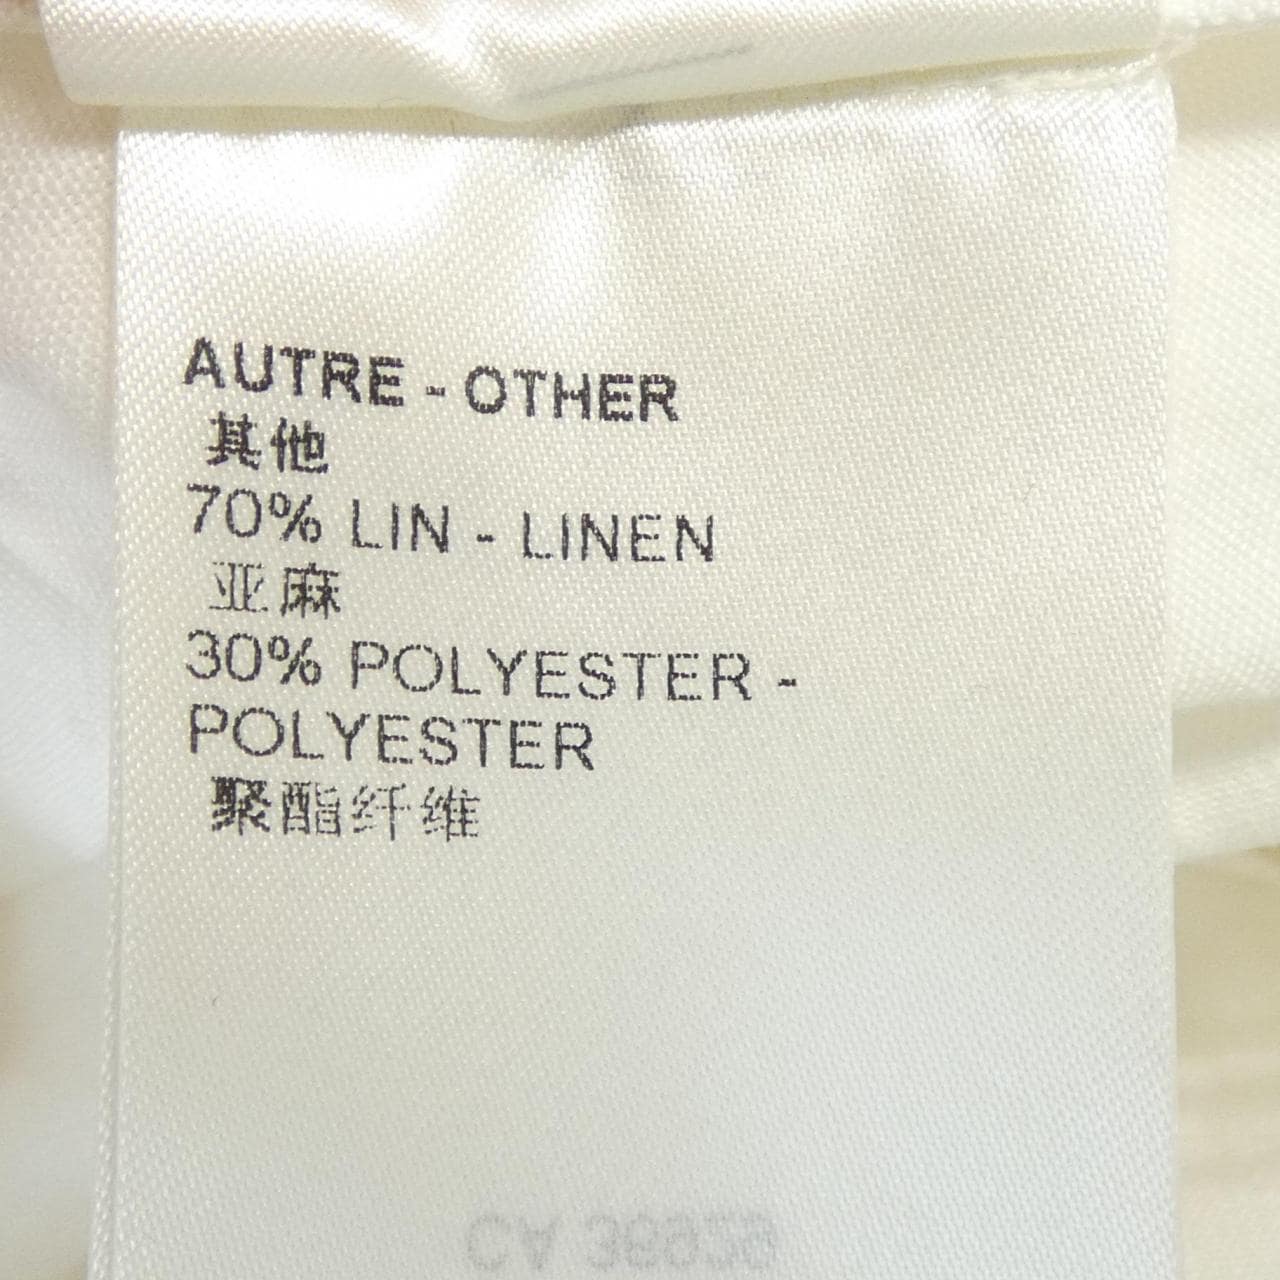 AUTRE - OTHER
其他
70% LIN - LINEN
亚麻
30% POLYESTER -
POLYESTER
聚酯纤维